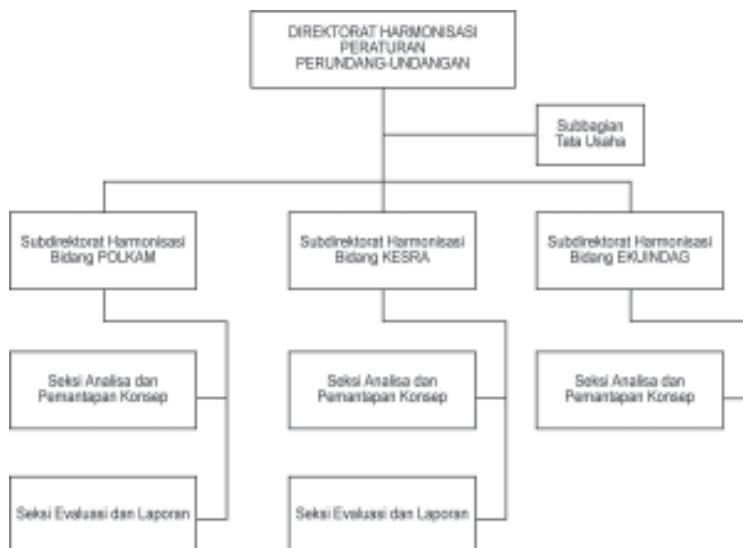 DIREKTORAT HARMONISASI
PERATURAN
PERUNDANG-UNDANGAN
Subbagian
Tata Usaha
Subdirektorat Harmonisasi
Bidang POLKAM
Subdirektorat Harmonisasi
Bidang KESRA
Subdirektorat Harmonisasi
Bidang EKUINDAG
Seksi Analisa dan
Pemantapan Konsep
Seksi Analisa dan
Pemantapan Konsep
Seksi Analisa dan
Pemantapan Konsep
Seksi Evaluasi dan Laporan
Seksi Evaluasi dan Laporan